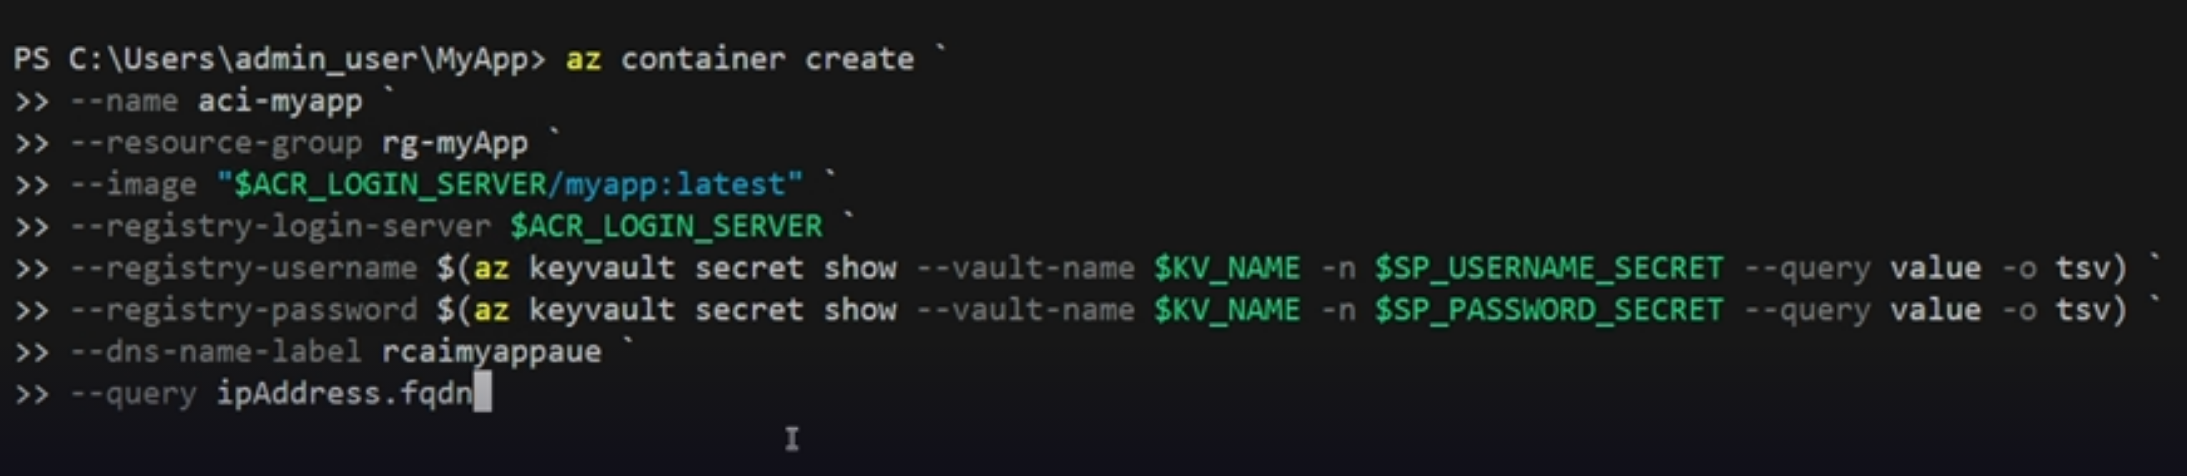 PS C:\Users\admin_user\MyApp> az container create `
>> --name aci-myapp `
>> --resource-group rg-myApp `
>> --image "$ACR_LOGIN_SERVER/myapp:latest" `
>> --registry-login-server $ACR_LOGIN_SERVER `
>> --registry-username $(az keyvault secret show --vault-name $KV_NAME -n $SP_USERNAME_SECRET --query value -o tsv) `
>> --registry-password $(az keyvault secret show --vault-name $KV_NAME -n $SP_PASSWORD_SECRET --query value -o tsv) `
>> --dns-name-label rcaimyappaue `
>> --query ipAddress.fqdn